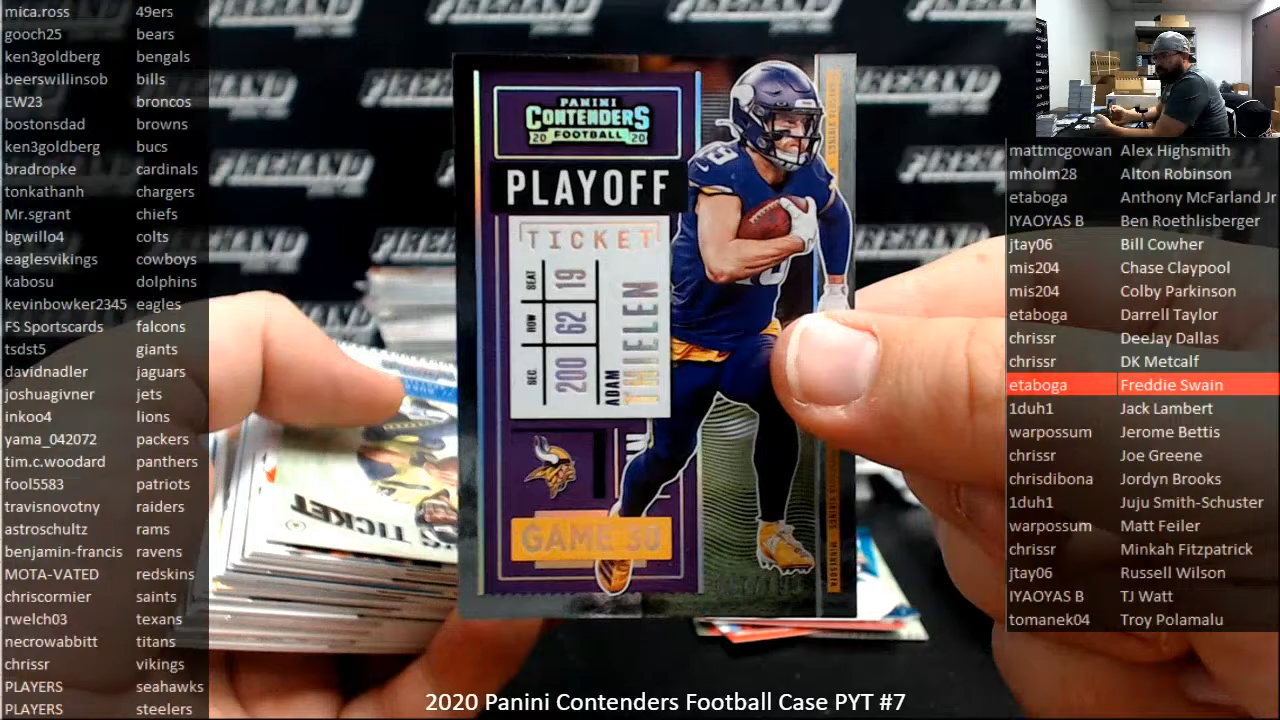 mica.ross 49ers
gooch25 bears
ken3goldberg bengals
beerswillinsob bills
EW23 broncos
bostonsdad browns
ken3goldberg bucs
bradropke cardinals
tonkathanh chargers
Mr.sgrant chiefs
bgwillo4 colts
eaglesvikings cowboys
kabosu dolphins
kevinbowker2345 eagles
FS Sportscards falcons
tsdst5 giants
davidnadler jaguars
joshuagivner jets
inkoo4 lions
yama_042072 packers
tim.c.woodard panthers
fool5583 patriots
travisnovotny raiders
astroschultz rams
benjamin-francis ravens
MOTA-VATED redskins
chriscormier saints
rwelch03 texans
necrowabbitt titans
chrissr vikings
PLAYERS seahawks
PLAYERS steelers
PANINI
CONTENDERS
20 FOOTBALL 20
PLAYOFF
TICKET
SEC. 200 ROW 62 SEAT 19
ADAM
THIELEN
GAME 30
TICKET
mattmcgowan Alex Highsmith
mholm28 Alton Robinson
etaboga Anthony McFarland Jr
IYAOYAS B Ben Roethlisberger
jtay06 Bill Cowher
mis204 Chase Claypool
mis204 Colby Parkinson
etaboga Darrell Taylor
chrissr DeeJay Dallas
chrissr DK Metcalf
etaboga Freddie Swain
1duh1 Jack Lambert
warpossum Jerome Bettis
chrissr Joe Greene
chrisdibona Jordyn Brooks
1duh1 Juju Smith-Schuster
warpossum Matt Feiler
chrissr Minkah Fitzpatrick
jtay06 Russell Wilson
IYAOYAS B TJ Watt
tomanek04 Troy Polamalu
2020 Panini Contenders Football Case PYT #7